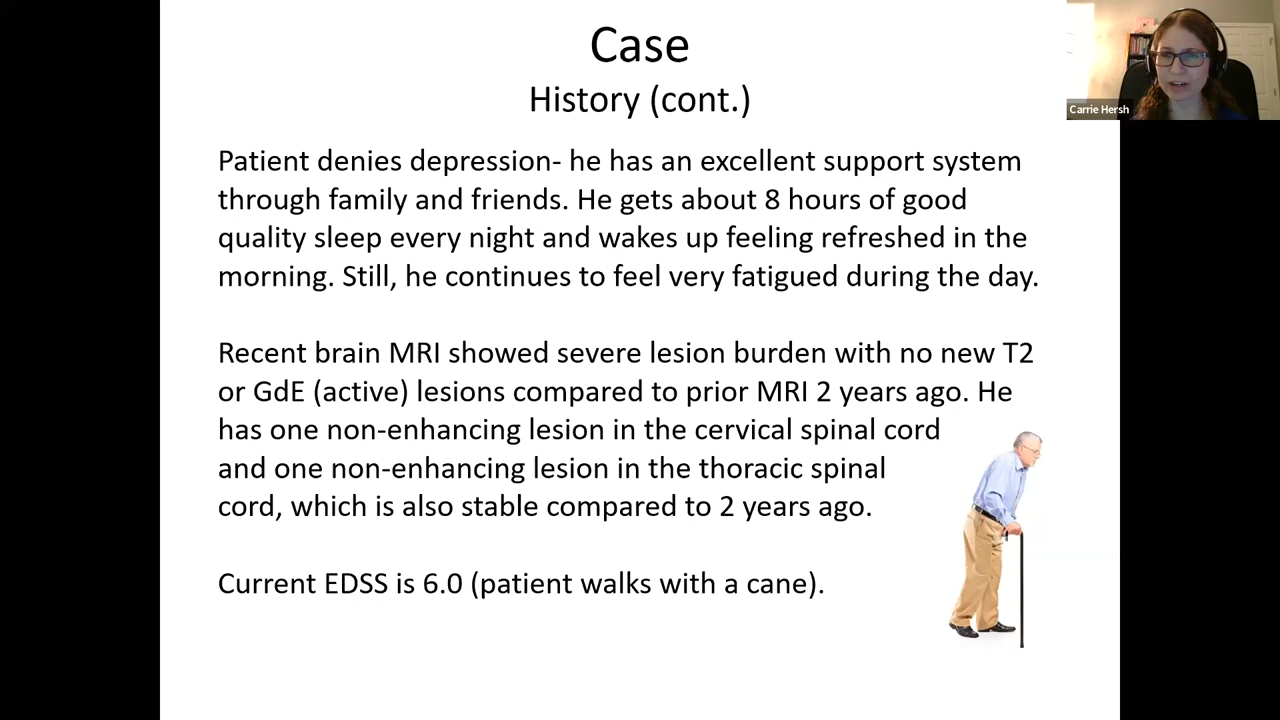 Case
History (cont.)
Carrie Hersh
Patient denies depression- he has an excellent support system
through family and friends. He gets about 8 hours of good
quality sleep every night and wakes up feeling refreshed in the
morning. Still, he continues to feel very fatigued during the day.
Recent brain MRI showed severe lesion burden with no new T2
or GdE (active) lesions compared to prior MRI 2 years ago. He
has one non-enhancing lesion in the cervical spinal cord
and one non-enhancing lesion in the thoracic spinal
cord, which is also stable compared to 2 years ago.
Current EDSS is 6.0 (patient walks with a cane).